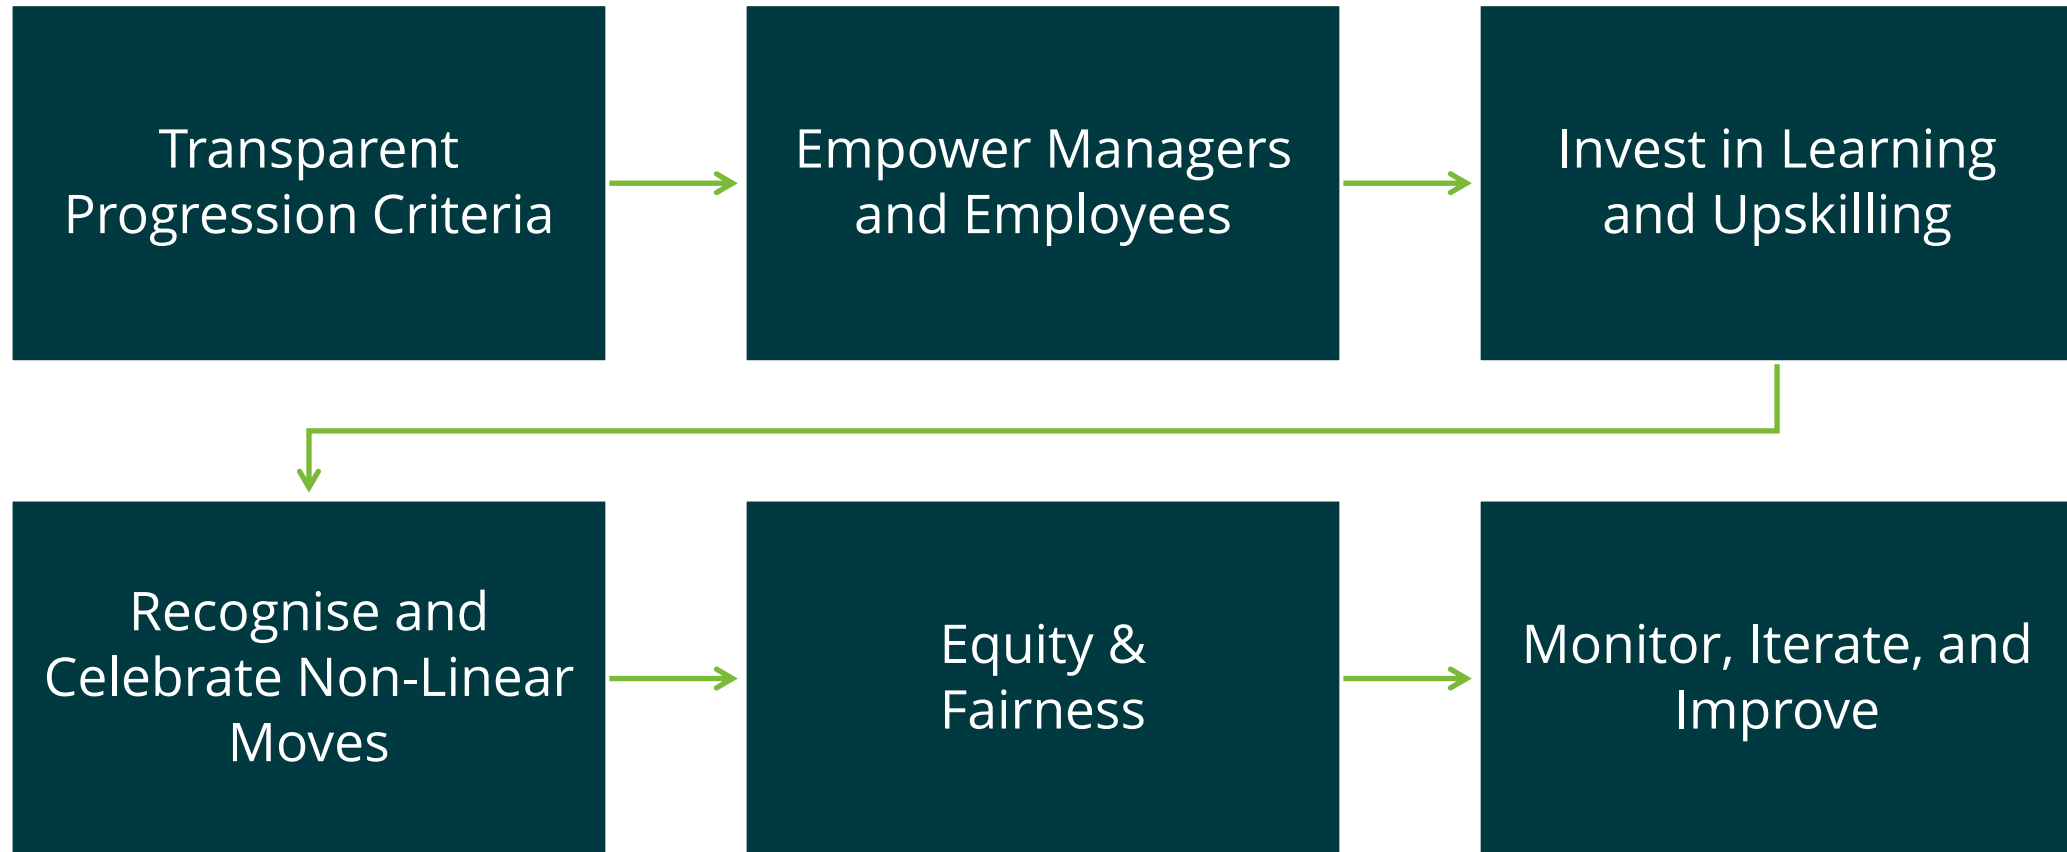 Transparent
Progression Criteria
Empower Managers
and Employees
Invest in Learning
and Upskilling
Recognise and
Celebrate Non-Linear
Moves
Equity &
Fairness
Monitor, Iterate, and
Improve